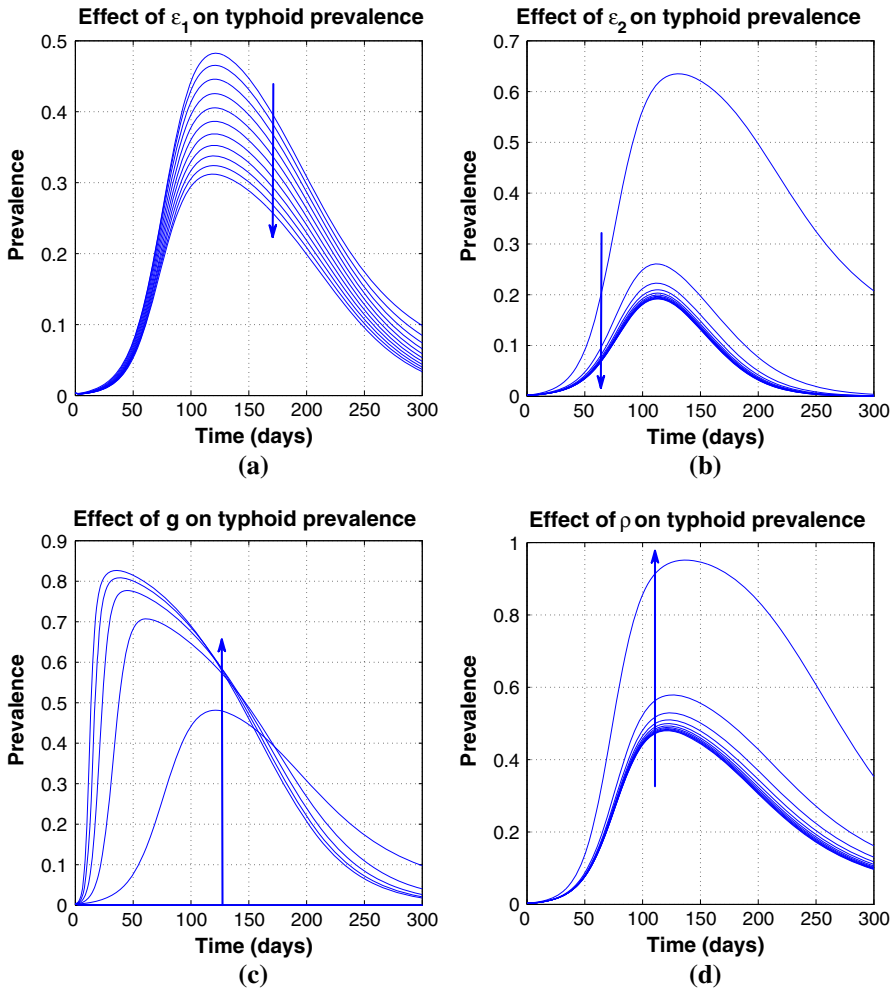 Effect of ε₁ on typhoid prevalence
0.5
0.4
0.3
0.2
0.1
0
Prevalence
0 50 100 150 200 250 300
Time (days)
(a)
Effect of ε₂ on typhoid prevalence
0.7
0.6
0.5
0.4
0.3
0.2
0.1
0
Prevalence
0 50 100 150 200 250 300
Time (days)
(b)
Effect of g on typhoid prevalence
0.9
0.8
0.7
0.6
0.5
0.4
0.3
0.2
0.1
0
Prevalence
0 50 100 150 200 250 300
Time (days)
(c)
Effect of ρ on typhoid prevalence
1
0.8
0.6
0.4
0.2
0
Prevalence
0 50 100 150 200 250 300
Time (days)
(d)